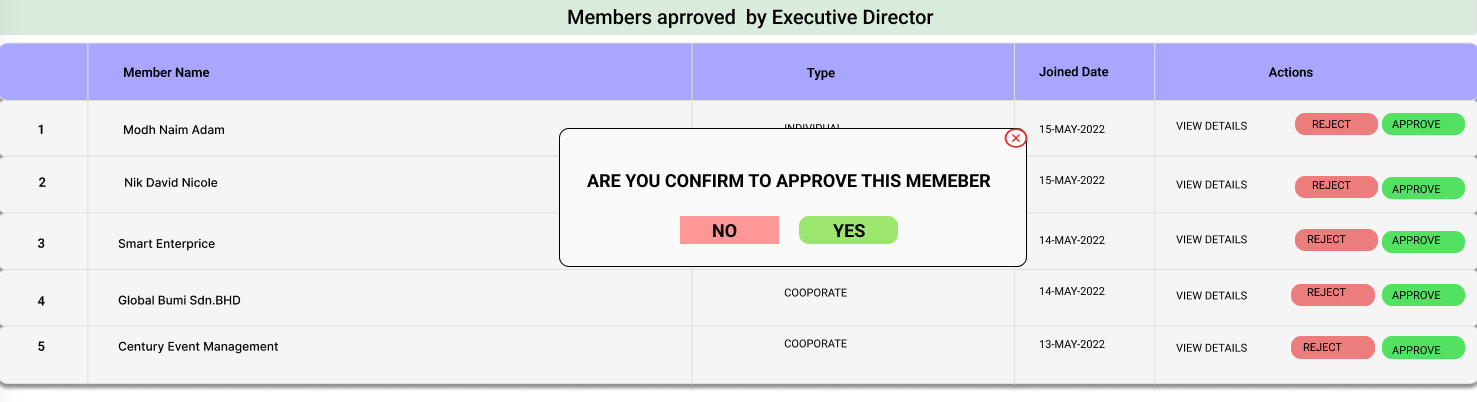 Members aprroved by Executive Director
Member Name Type Joined Date Actions
1 Modh Naim Adam INDIVIDUAL 15-MAY-2022 VIEW DETAILS REJECT APPROVE
2 Nik David Nicole 15-MAY-2022 VIEW DETAILS REJECT APPROVE
ARE YOU CONFIRM TO APPROVE THIS MEMEBER
NO YES
3 Smart Enterprice 14-MAY-2022 VIEW DETAILS REJECT APPROVE
4 Global Bumi Sdn.BHD COOPORATE 14-MAY-2022 VIEW DETAILS REJECT APPROVE
5 Century Event Management COOPORATE 13-MAY-2022 VIEW DETAILS REJECT APPROVE